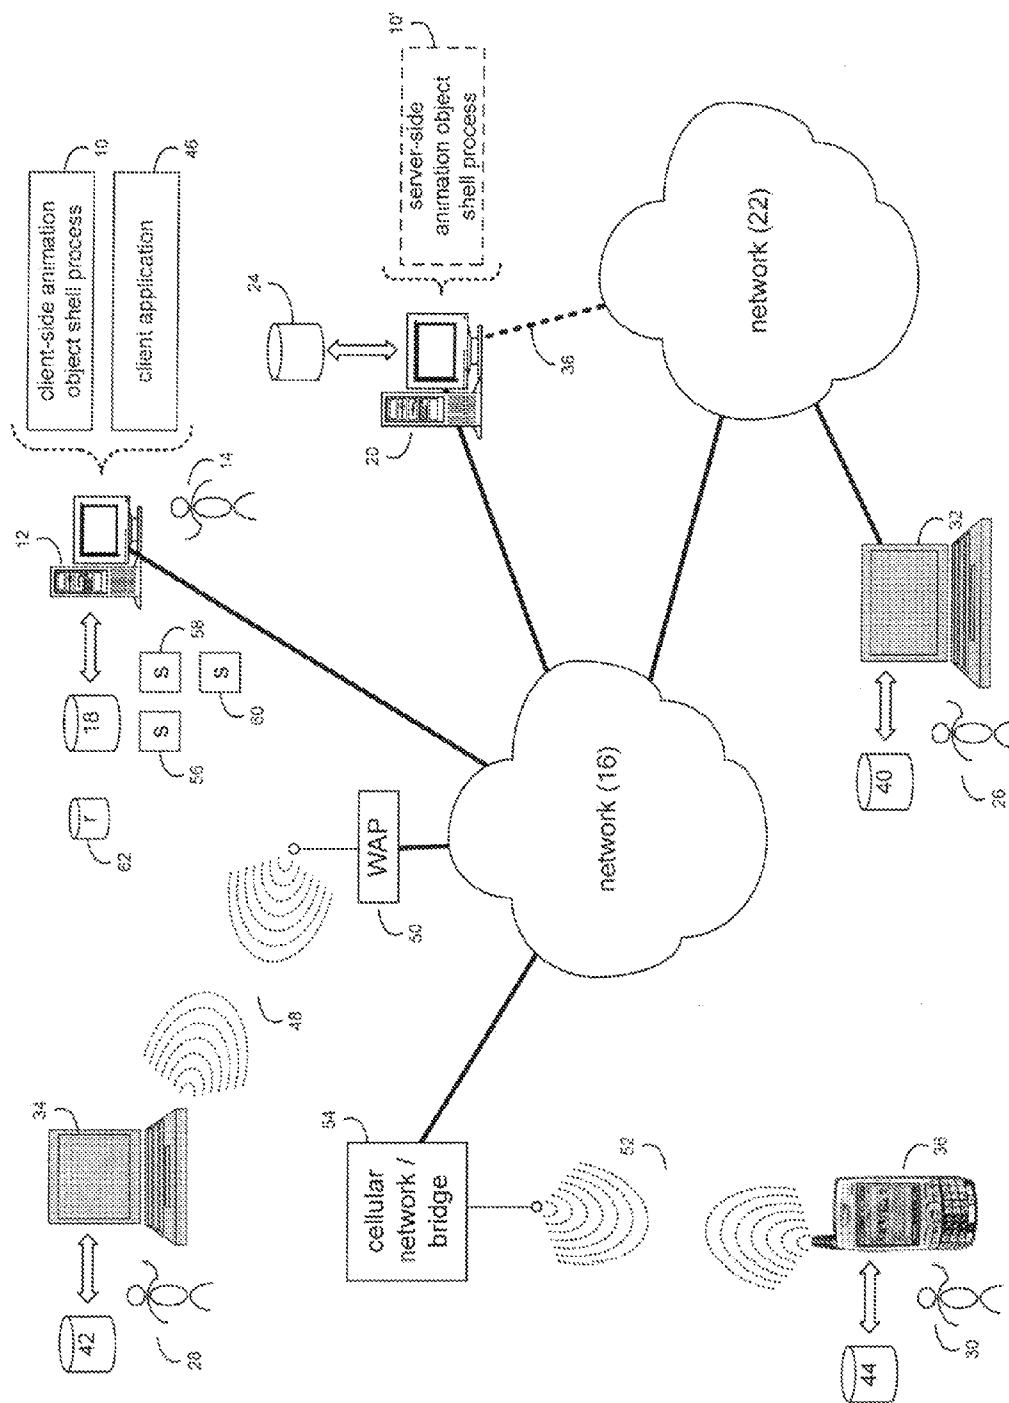 client-side animation
object shell process
10
client application
46
34
12
42
18
r
62
s
58
s
56
s
60
14
28
48
24
10'
server-side
animation object
shell process
54
cellular
network /
bridge
WAP
50
20
38
52
network (16)
network (22)
36
32
44
30
40
26